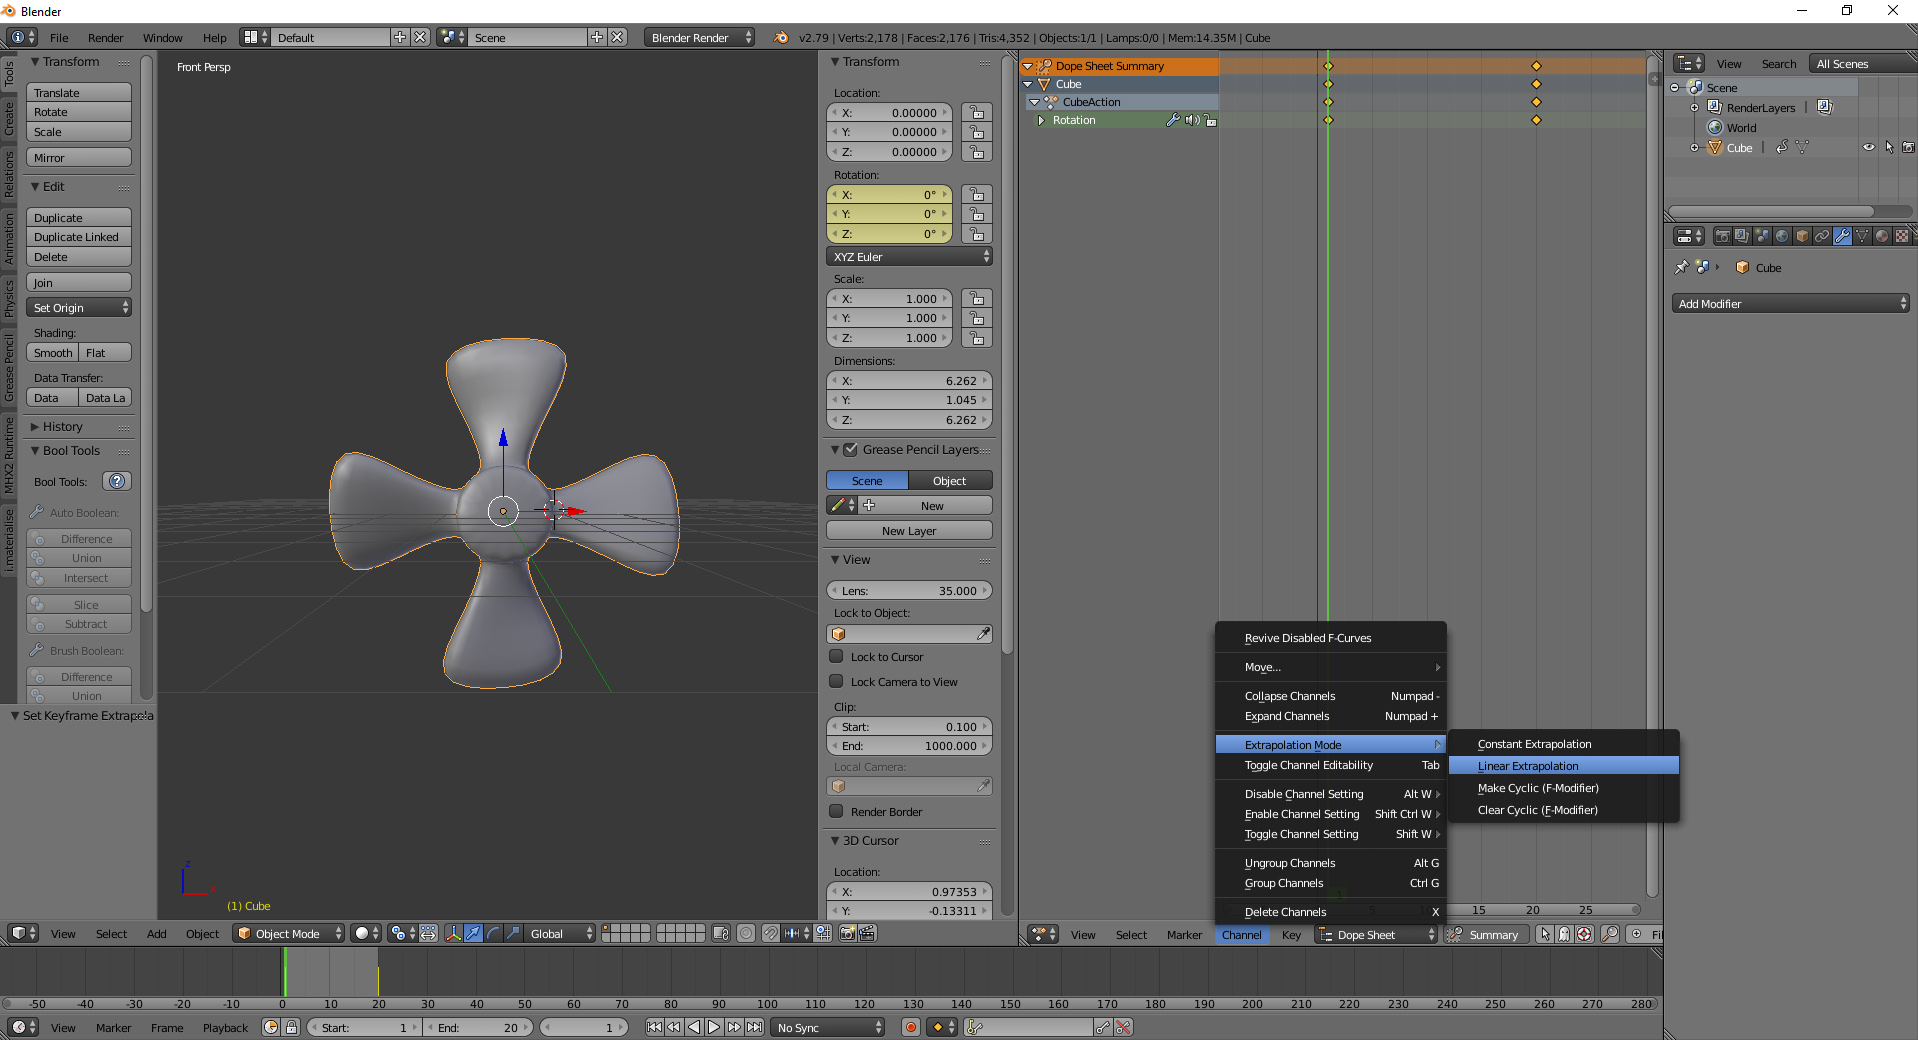 Blender
File Render Window Help Default Scene Blender Render v2.79 | Verts:2,178 | Faces:2,176 | Tris:4,352 | Objects:1/1 | Lamps:0/0 | Mem:14.35M | Cube
Tools
Create
Relations
Animation
Physics
Grease Pencil
MHX2 Runtime
i.materialise
Transform
Translate
Rotate
Scale
Mirror
Edit
Duplicate
Duplicate Linked
Delete
Join
Set Origin
Shading:
Smooth Flat
Data Transfer:
Data Data La
History
Bool Tools
Bool Tools:
Auto Boolean:
Difference
Union
Intersect
Slice
Subtract
Brush Boolean:
Difference
Union
Set Keyframe Extrapola
Front Persp
z
x
(1) Cube
Transform
Location:
X: 0.00000
Y: 0.00000
Z: 0.00000
Rotation:
X: 0°
Y: 0°
Z: 0°
XYZ Euler
Scale:
X: 1.000
Y: 1.000
Z: 1.000
Dimensions:
X: 6.262
Y: 1.045
Z: 6.262
Grease Pencil Layers
Scene Object
New
New Layer
View
Lens: 35.000
Lock to Object:
Lock to Cursor
Lock Camera to View
Clip:
Start: 0.100
End: 1000.000
Local Camera:
Render Border
3D Cursor
Location:
X: 0.97353
Y: -0.13311
Dope Sheet Summary
Cube
CubeAction
Rotation
Revive Disabled F-Curves
Move...
Collapse Channels Numpad -
Expand Channels Numpad +
Extrapolation Mode
Toggle Channel Editability Tab
Disable Channel Setting Alt W
Enable Channel Setting Shift Ctrl W
Toggle Channel Setting Shift W
Ungroup Channels Alt G
Group Channels Ctrl G
Delete Channels X
Constant Extrapolation
Linear Extrapolation
Make Cyclic (F-Modifier)
Clear Cyclic (F-Modifier)
15 20 25
View Search All Scenes
Scene
RenderLayers |
World
Cube |
Cube
Add Modifier
View Select Add Object Object Mode Global
View Select Marker Channel Key Dope Sheet Summary Fi
-50 -40 -30 -20 -10 0 10 20 30 40 50 60 70 80 90 100 110 120 130 140 150 160 170 180 190 200 210 220 230 240 250 260 270 280
View Marker Frame Playback Start: 1 End: 20 1 No Sync